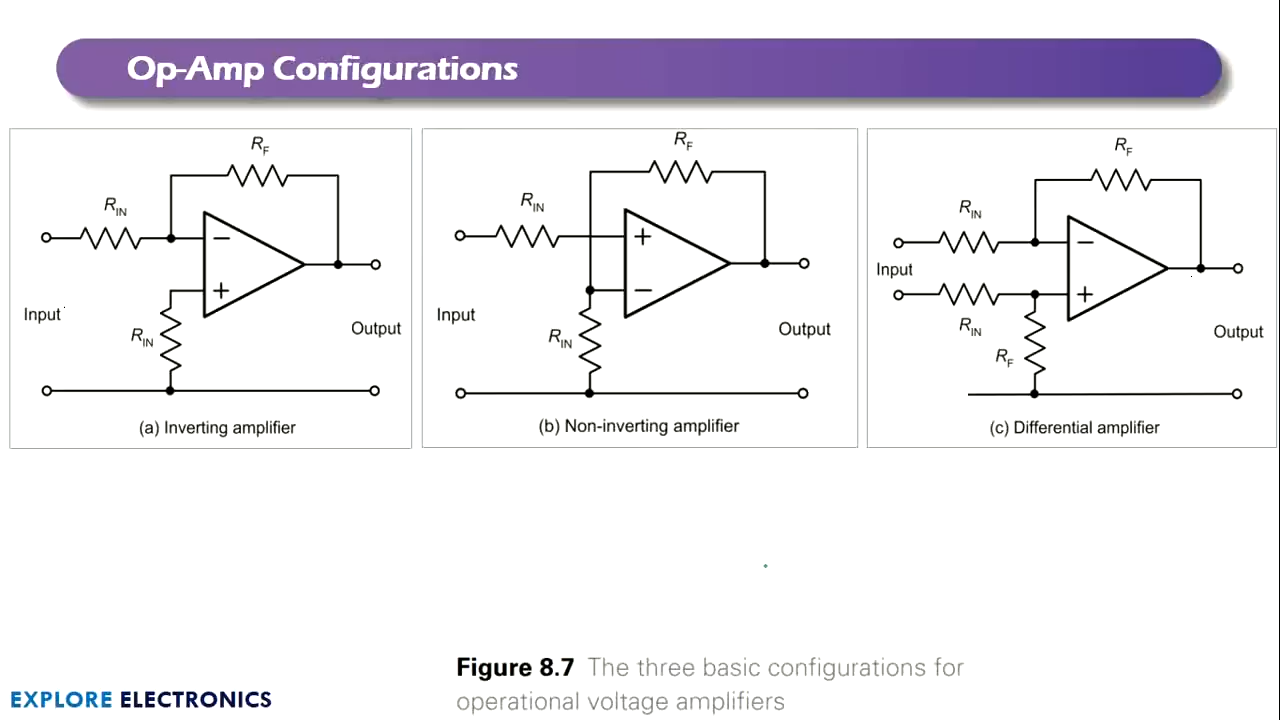 Op-Amp Configurations
RF
RIN
−
+
Input
RIN
Output
(a) Inverting amplifier
RF
RIN
+
−
Input
RIN
Output
(b) Non-inverting amplifier
RF
RIN
−
Input
+
RIN
RF
Output
(c) Differential amplifier
Figure 8.7 The three basic configurations for
operational voltage amplifiers
EXPLORE ELECTRONICS